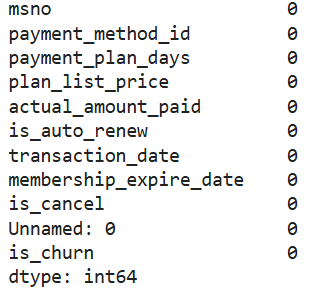 msno 0
payment_method_id 0
payment_plan_days 0
plan_list_price 0
actual_amount_paid 0
is_auto_renew 0
transaction_date 0
membership_expire_date 0
is_cancel 0
Unnamed: 0 0
is_churn 0
dtype: int64